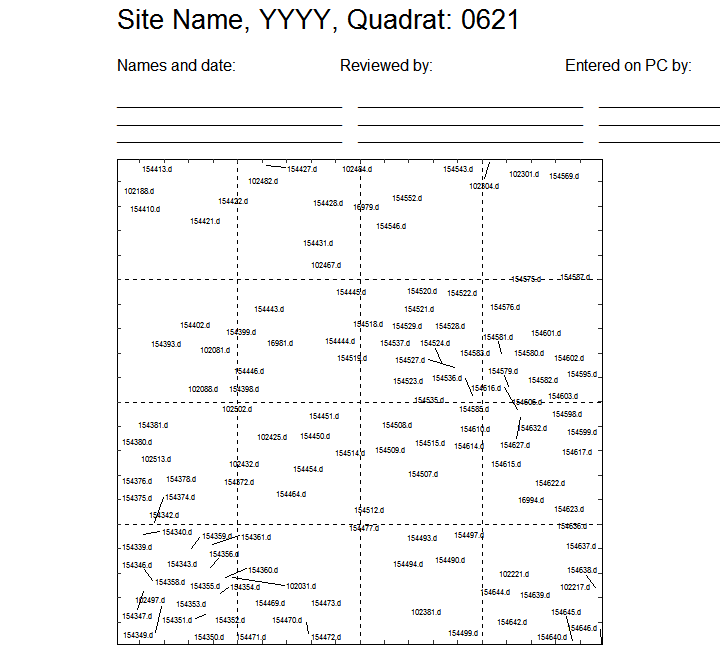 Site Name, YYYY, Quadrat: 0621
Names and date: Reviewed by: Entered on PC by:
154413.d 154427.d 102484.d 154543.d 102301.d 154569.d
102482.d 102304.d
102188.d
154422.d 154428.d 154552.d
154410.d 16979.d
154421.d 154546.d
154431.d
102467.d
154575.d 154587.d
154445.d 154520.d 154522.d
154443.d 154521.d 154576.d
154402.d 154518.d 154529.d 154528.d
154399.d 154581.d 154601.d
154393.d 16981.d 154444.d 154537.d 154524.d
102081.d 154583.d 154580.d
154519.d 154527.d 154602.d
154446.d 154579.d 154595.d
154523.d 154536.d 154582.d
102088.d 154398.d 154616.d
154535.d 154606.d 154603.d
102502.d 154585.d
154451.d 154598.d
154381.d 154508.d 154610.d 154632.d
102425.d 154450.d 154599.d
154380.d 154515.d 154614.d 154627.d
154514.d 154509.d 154617.d
102513.d 102432.d 154615.d
154454.d 154507.d
154376.d 154378.d 154372.d 154622.d
154375.d 154374.d 154464.d 16994.d
154342.d 154512.d 154623.d
154477.d 154636.d
154340.d 154359.d 154361.d 154493.d 154497.d
154339.d 154637.d
154356.d
154346.d 154343.d 154494.d 154490.d
154360.d 102221.d 154638.d
154358.d 154355.d 154354.d 102031.d 102217.d
154644.d 154639.d
102497.d 154353.d 154469.d 154473.d
102381.d 154645.d
154347.d 154351.d 154352.d 154470.d 154642.d
154646.d
154349.d 154350.d 154471.d 154472.d 154499.d 154640.d